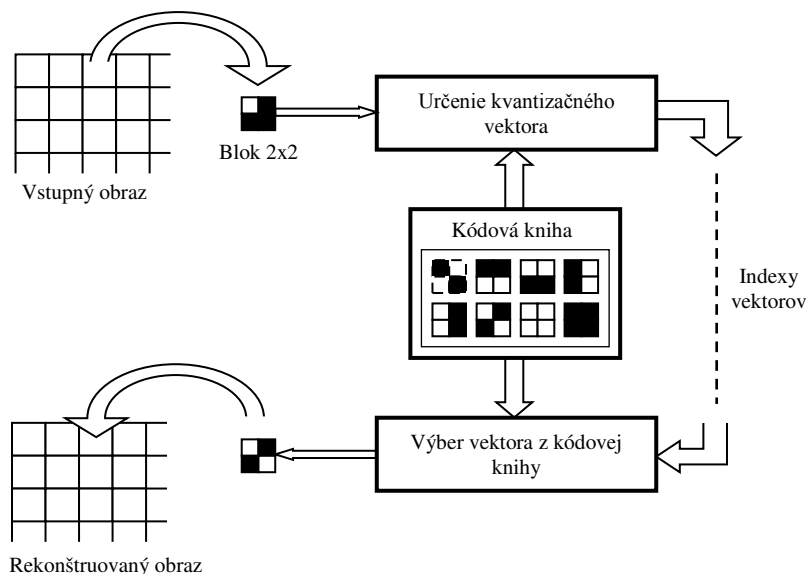 Určenie kvantizačného
vektora
Blok 2x2
Vstupný obraz
Kódová kniha
Indexy
vektorov
Výber vektora z kódovej
knihy
Rekonštruovaný obraz